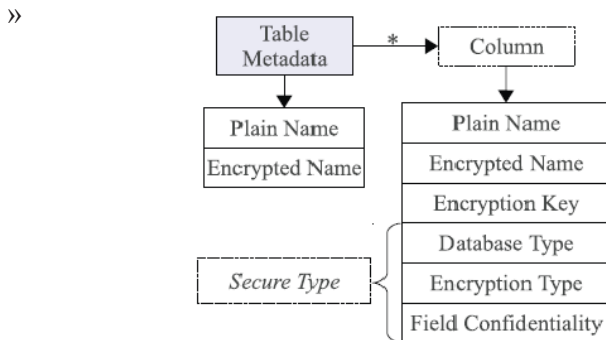 »
Table
Metadata
*
Column
Plain Name
Encrypted Name
Plain Name
Encrypted Name
Encryption Key
Database Type
Encryption Type
Field Confidentiality
Secure Type